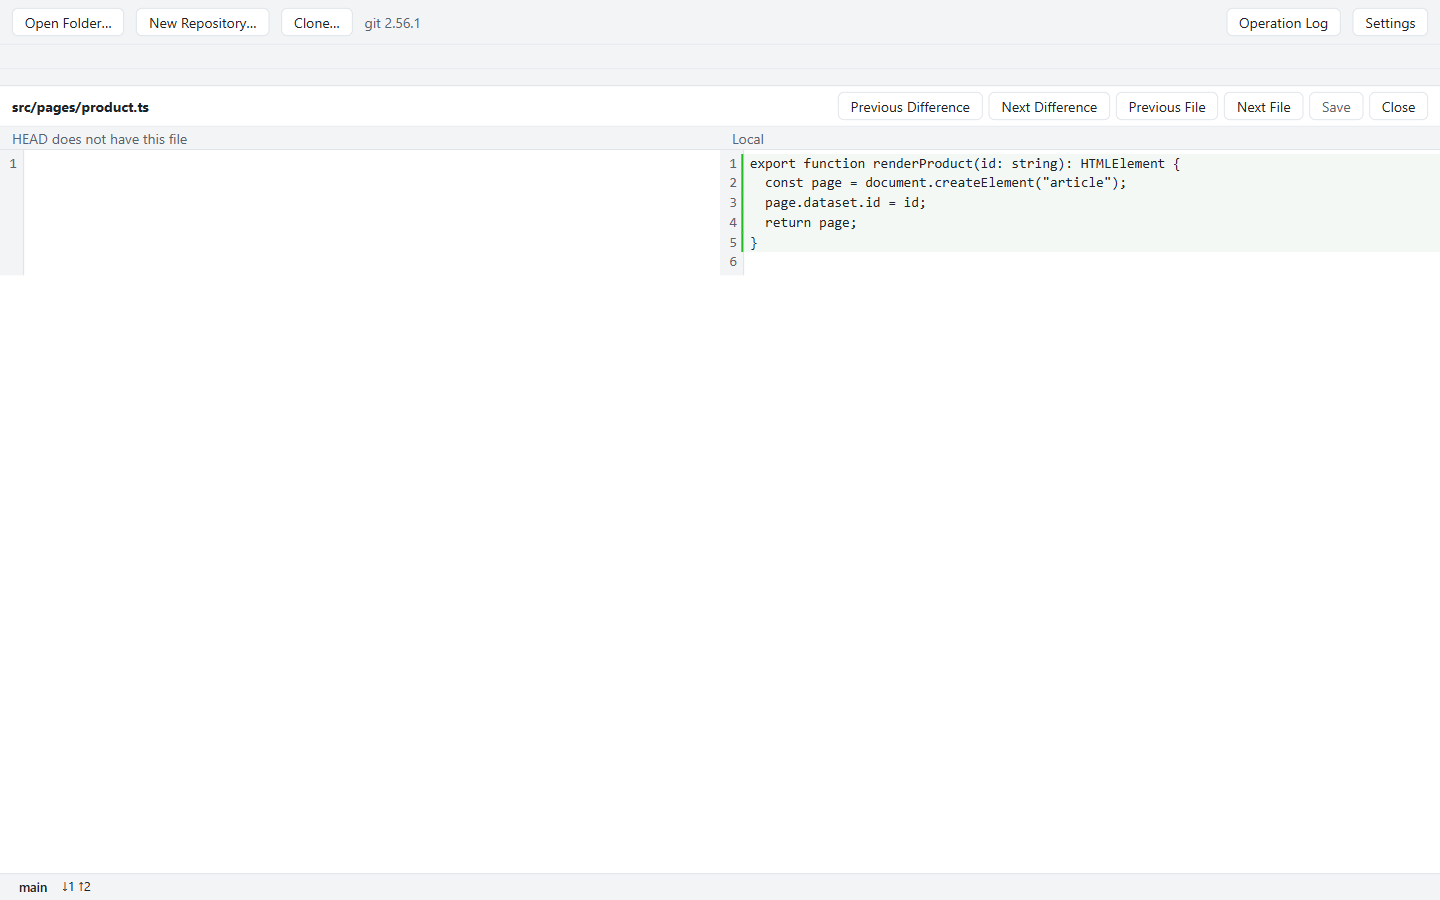 Open Folder... New Repository... Clone... git 2.56.1 Operation Log Settings
src/pages/product.ts Previous Difference Next Difference Previous File Next File Save Close
HEAD does not have this file Local
1
1 export function renderProduct(id: string): HTMLElement {
2 const page = document.createElement("article");
3 page.dataset.id = id;
4 return page;
5 }
6
main ↓1 ↑2